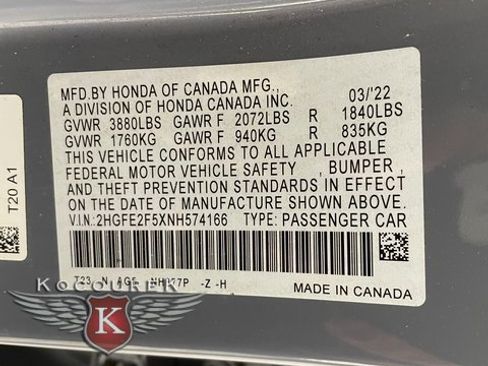 MFD.BY HONDA OF CANADA MFG., 03/'22
A DIVISION OF HONDA CANADA INC.
GVWR 3880LBS GAWR F 2072LBS R 1840LBS
GVWR 1760KG GAWR F 940KG R 835KG
THIS VEHICLE CONFORMS TO ALL APPLICABLE
FEDERAL MOTOR VEHICLE SAFETY , BUMPER ,
AND THEFT PREVENTION STANDARDS IN EFFECT
ON THE DATE OF MANUFACTURE SHOWN ABOVE.
V.I.N:2HGFE2F5XNH574166 TYPE: PASSENGER CAR
-Z -H
MADE IN CANADA
T20 A1
K